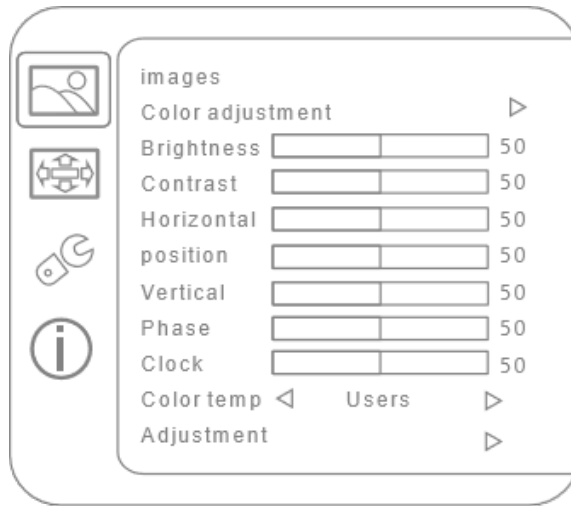 images
Color adjustment
Brightness 50
Contrast 50
Horizontal 50
position 50
Vertical 50
Phase 50
Clock 50
Color temp Users
Adjustment